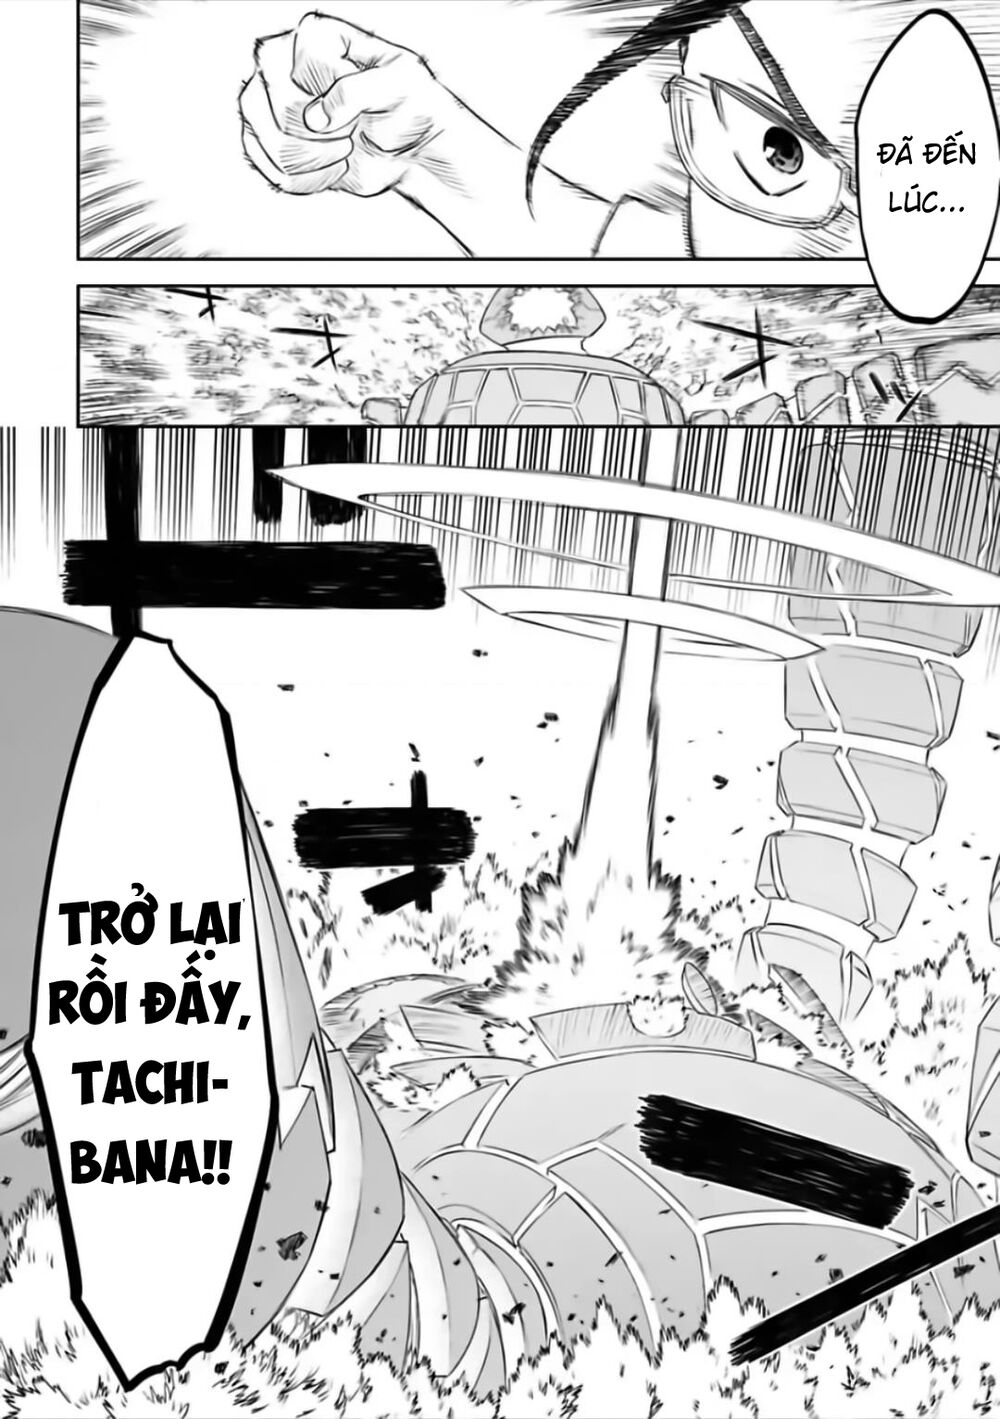 ĐÃ ĐẾN
LÚC...
TRỞ LẠI
RỒI ĐẤY,
TACHI-
BANA!!